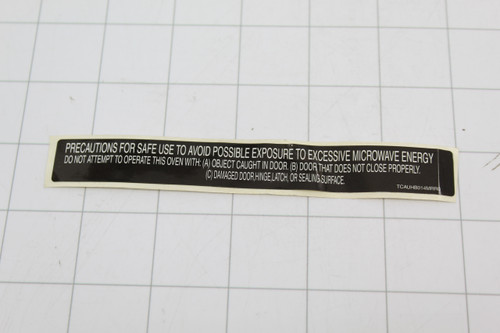 PRECAUTIONS FOR SAFE USE TO AVOID POSSIBLE EXPOSURE TO EXCESSIVE MICROWAVE ENERGY
DO NOT ATTEMPT TO OPERATE THIS OVEN WITH: (A) OBJECT CAUGHT IN DOOR. (B) DOOR THAT DOES NOT CLOSE PROPERLY.
(C) DAMAGED DOOR,HINGE,LATCH, OR SEALING,SURFACE.